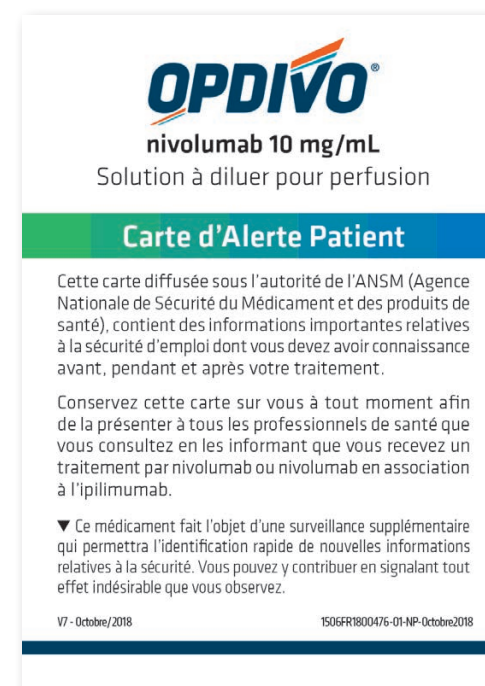 OPDIVO®
nivolumab 10 mg/mL
Solution à diluer pour perfusion
Carte d'Alerte Patient
Cette carte diffusée sous l'autorité de l'ANSM (Agence
Nationale de Sécurité du Médicament et des produits de
santé), contient des informations importantes relatives
à la sécurité d'emploi dont vous devez avoir connaissance
avant, pendant et après votre traitement.
Conservez cette carte sur vous à tout moment afin
de la présenter à tous les professionnels de santé que
vous consultez en les informant que vous recevez un
traitement par nivolumab ou nivolumab en association
à l'ipilimumab.
▼ Ce médicament fait l'objet d'une surveillance supplémentaire
qui permettra l'identification rapide de nouvelles informations
relatives à la sécurité. Vous pouvez y contribuer en signalant tout
effet indésirable que vous observez.
V7 - Octobre/2018 1506FR1800476-01-NP-Octobre2018